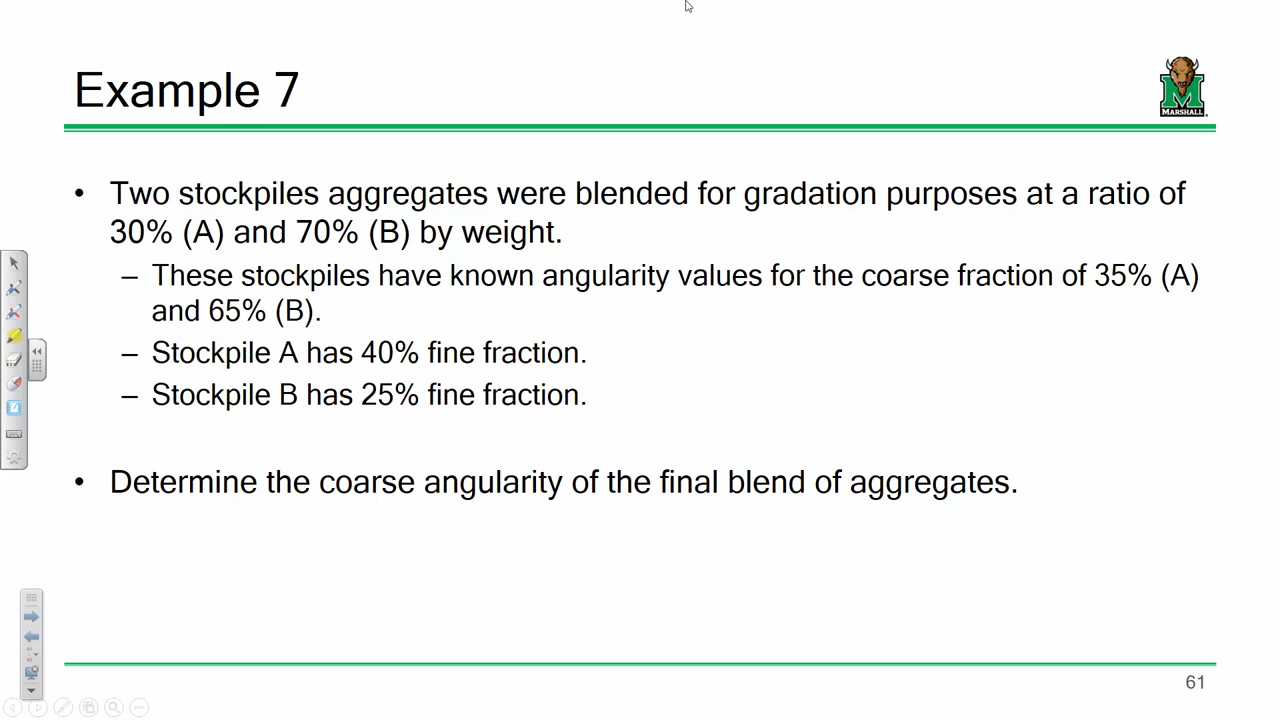 Example 7
MARSHALL
• Two stockpiles aggregates were blended for gradation purposes at a ratio of
30% (A) and 70% (B) by weight.
– These stockpiles have known angularity values for the coarse fraction of 35% (A)
and 65% (B).
– Stockpile A has 40% fine fraction.
– Stockpile B has 25% fine fraction.
• Determine the coarse angularity of the final blend of aggregates.
61